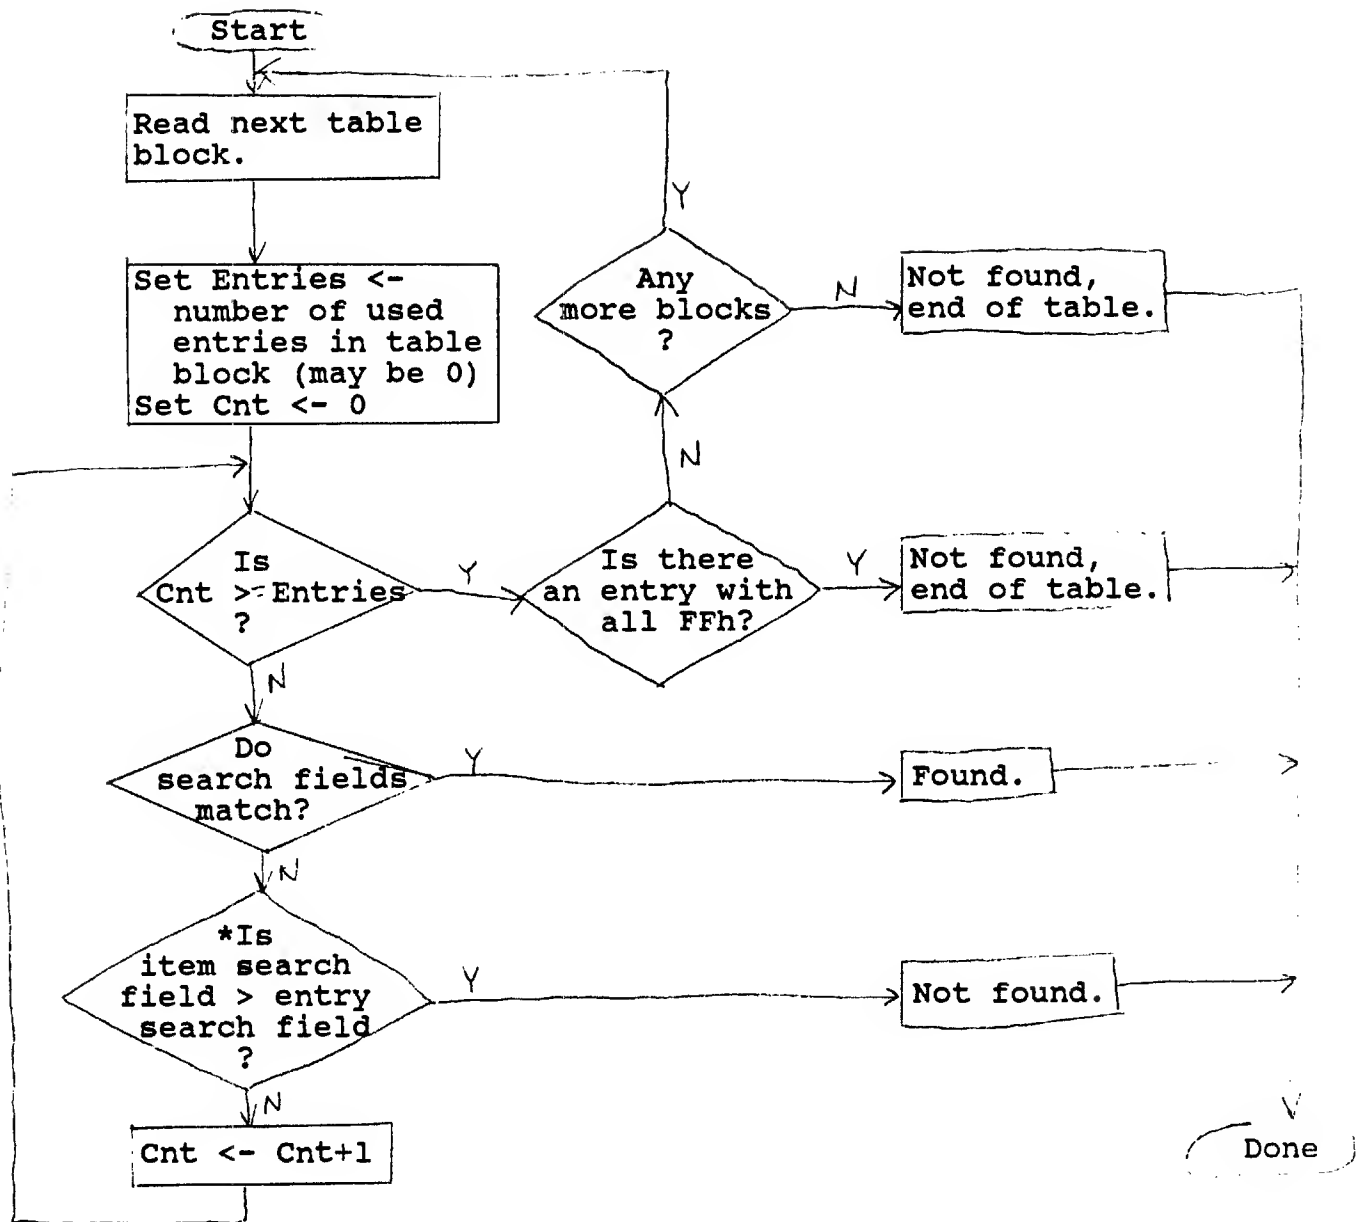 Start
Read next table
block.
Set Entries <-
number of used
entries in table
block (may be 0)
Set Cnt <- 0
Y
Any
more blocks
?
N
Not found,
end of table.
N
Is
Cnt >= Entries
?
Y
Is there
an entry with
all FFh?
Y
Not found,
end of table.
N
Do
search fields
match?
Y
Found.
N
*Is
item search
field > entry
search field
?
Y
Not found.
N
Cnt <- Cnt+1
Done